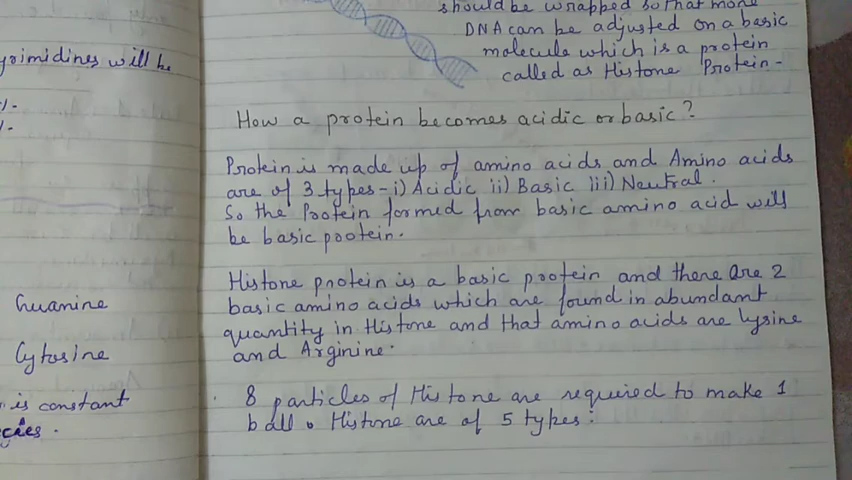 yrimidines will be
Guanine
Cytosine
is constant
cies.
should be wrapped so that more
DNA can be adjusted on a basic
molecule which is a protein
called as Histone Protein-
How a protein becomes acidic or basic?
Protein is made up of amino acids and Amino acids
are of 3 types - i) Acidic ii) Basic iii) Neutral.
So the Protein formed from basic amino acid will
be basic protein.
Histone protein is a basic protein and there are 2
basic amino acids which are found in abundant
quantity in Histone and that amino acids are lysine
and Arginine.
8 particles of Histone are required to make 1
ball. Histone are of 5 types: